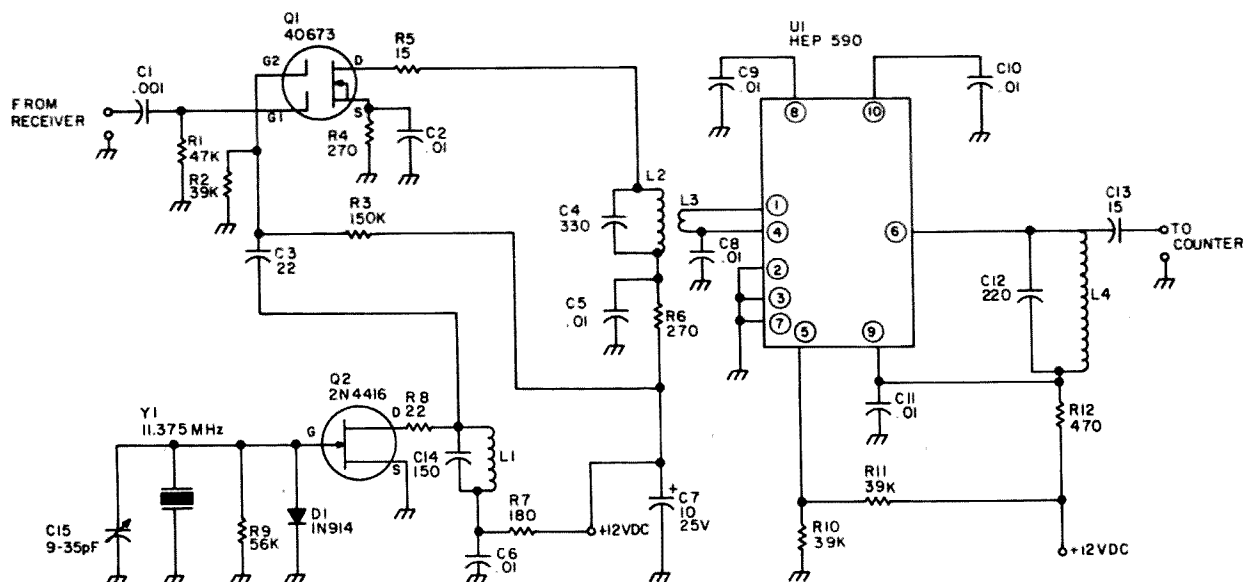 Q1
40673
G2
D
S
G1
R5
15
C1
.001
FROM
RECEIVER
R1
47K
R2
39K
R4
270
C2
.01
R3
150K
C3
22
L2
C4
330
L3
C8
.01
C5
.01
R6
270
U1
HEP 590
C9
.01
C10
.01
8
10
1
4
2
3
7
5
9
6
C13
15
TO
COUNTER
C12
220
L4
C11
.01
R12
470
R11
39K
R10
39K
+12VDC
Q2
2N4416
G
D
S
R8
22
Y1
11.375 MHz
C14
150
L1
R7
180
+12VDC
C7
10
25V
+
C15
9-35pF
R9
56K
D1
1N914
C6
.01